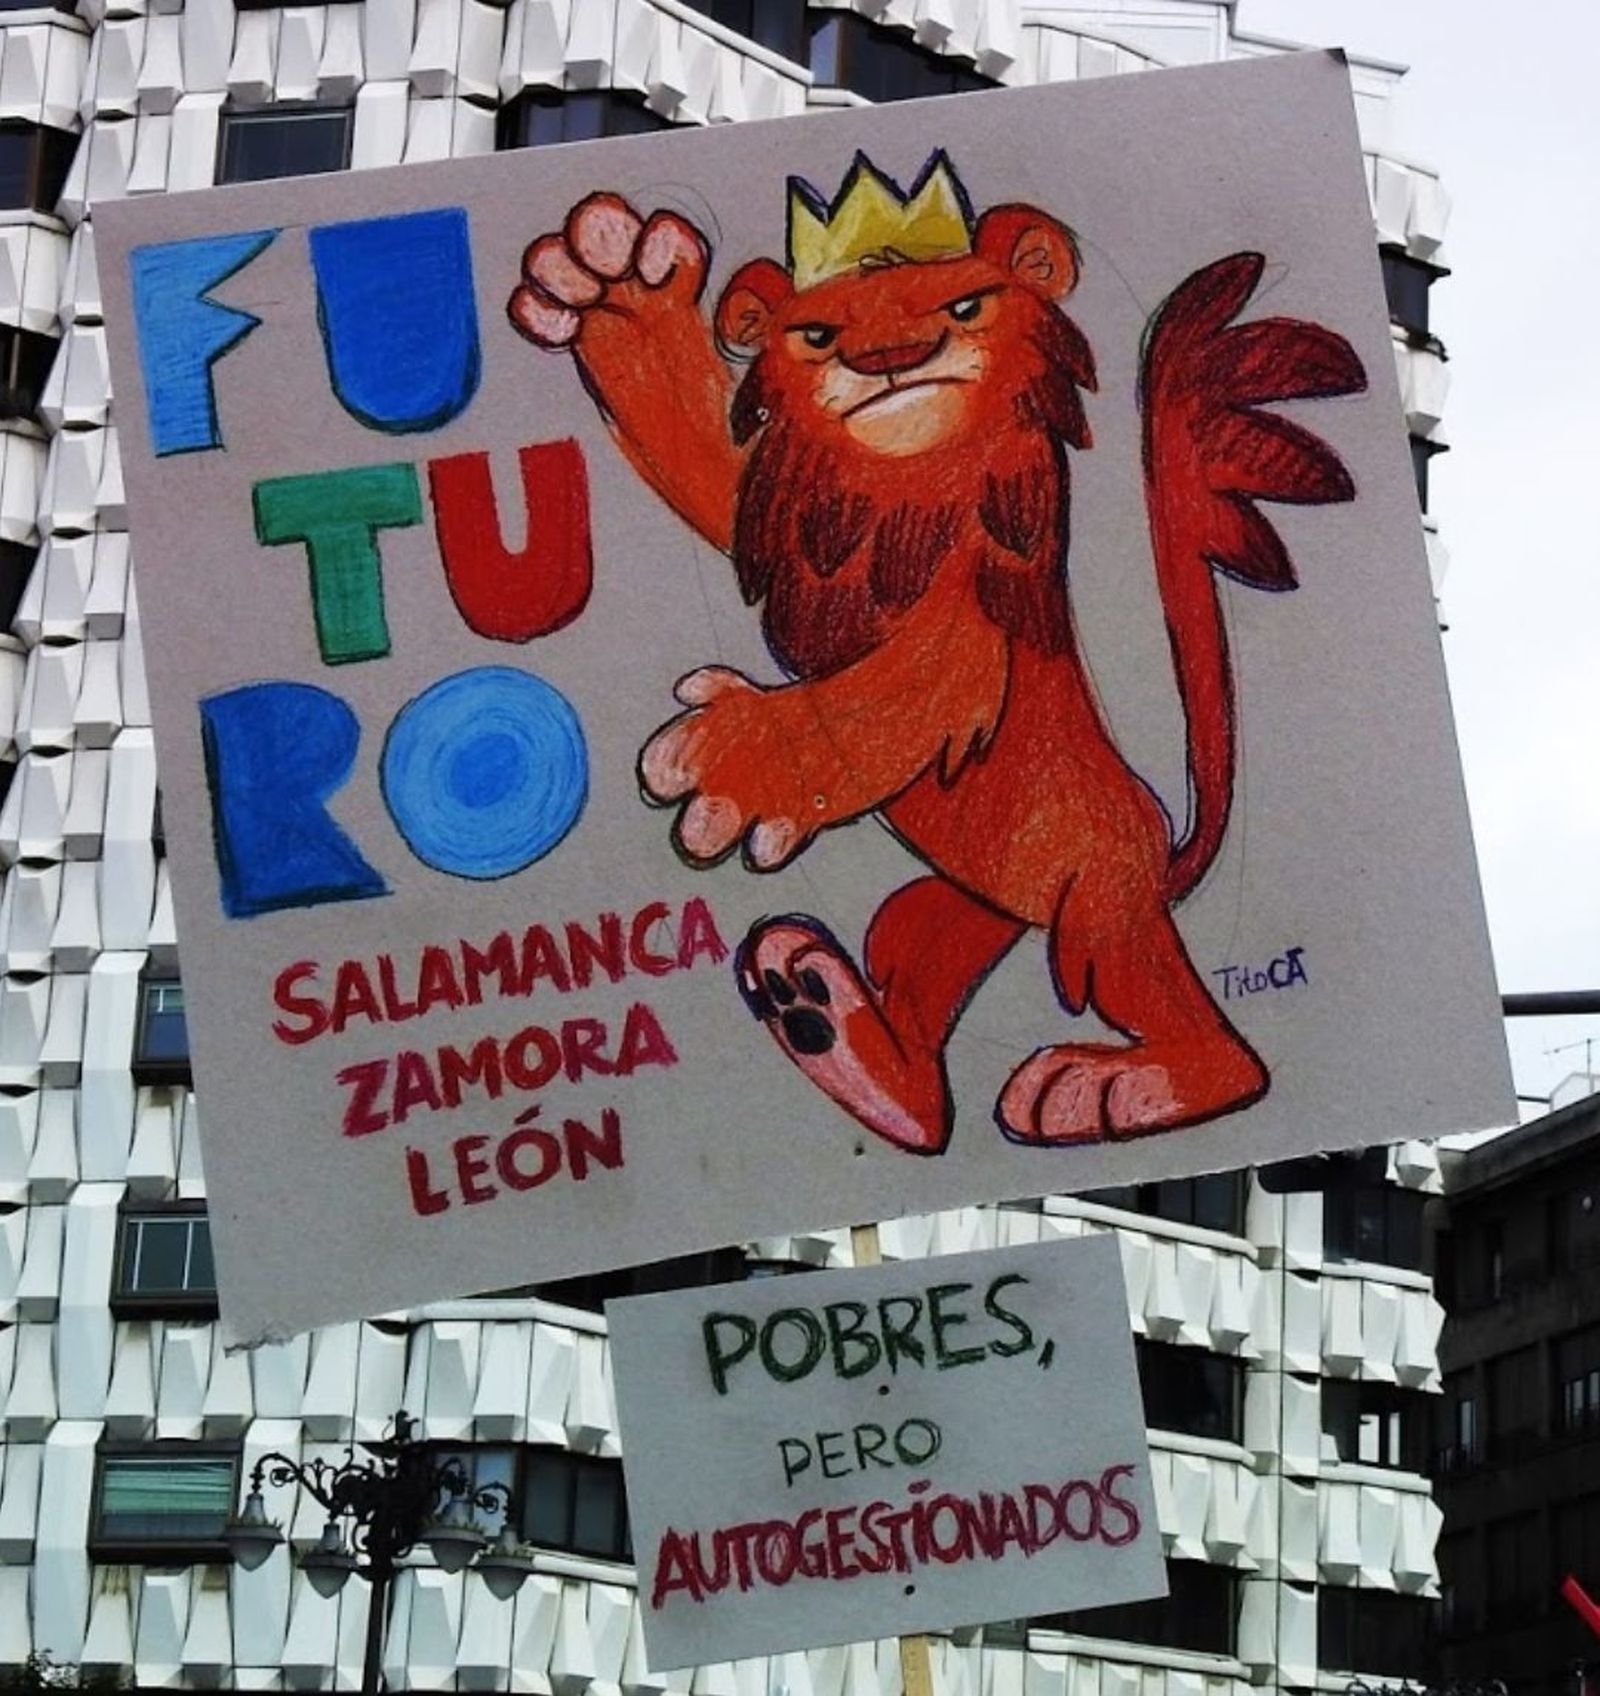 FU
TU
RO
SALAMANCA
ZAMORA
LEÓN
TitoCA
POBRES,
PERO
AUTOGESTIONADOS